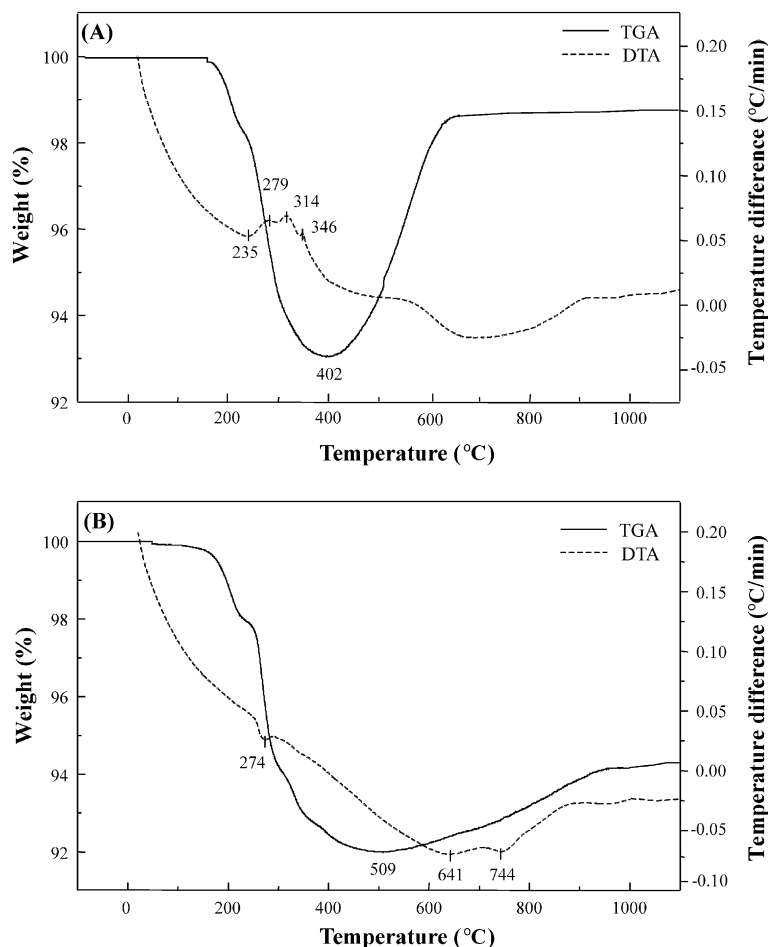 (A)
TGA
DTA
100
98
96
94
92
Weight (%)
279
314
346
235
402
0.20
0.15
0.10
0.05
0.00
-0.05
Temperature difference (°C/min)
0 200 400 600 800 1000
Temperature (°C)
(B)
TGA
DTA
100
98
96
94
92
Weight (%)
274
509
641
744
0.20
0.15
0.10
0.05
0.00
-0.05
-0.10
Temperature difference (°C/min)
0 200 400 600 800 1000
Temperature (°C)